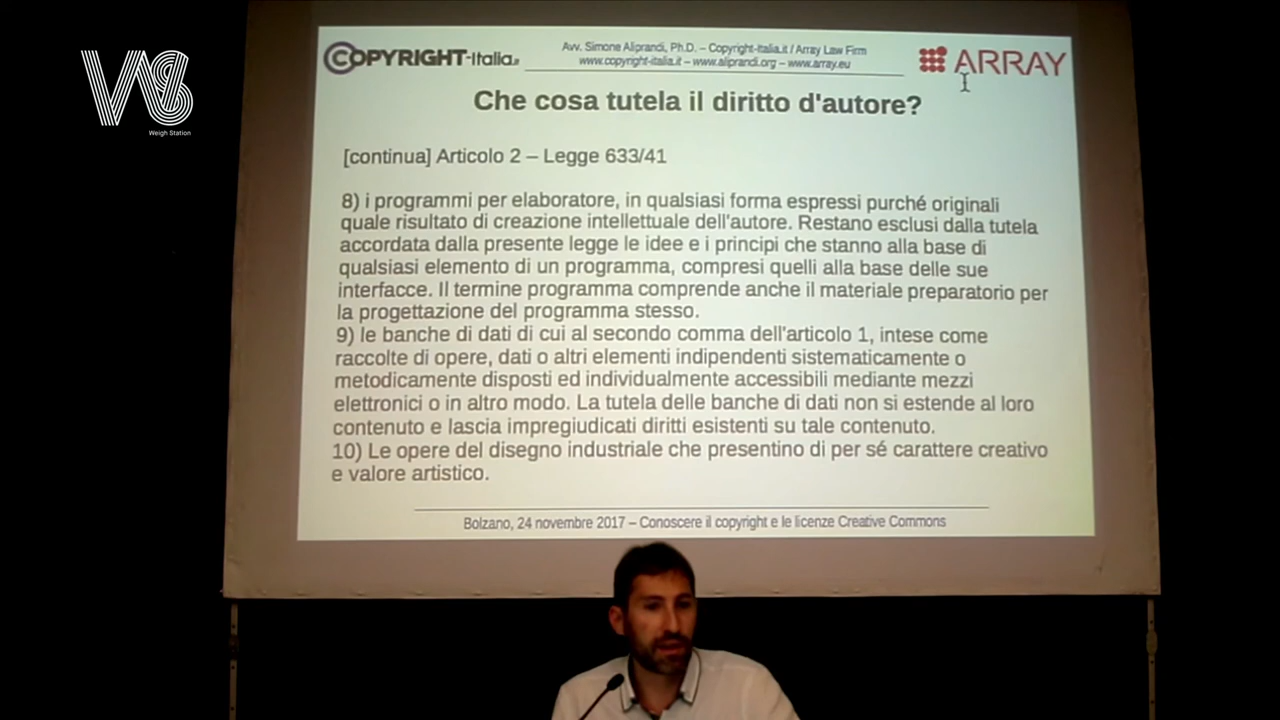 WS
Weigh Station
COPYRIGHT-Italia.it
Avv. Simone Aliprandi, Ph.D. – Copyright-Italia.it / Array Law Firm
www.copyright-italia.it – www.aliprandi.org – www.array.eu
ARRAY
Che cosa tutela il diritto d'autore?
[continua] Articolo 2 – Legge 633/41
8) i programmi per elaboratore, in qualsiasi forma espressi purché originali
quale risultato di creazione intellettuale dell'autore. Restano esclusi dalla tutela
accordata dalla presente legge le idee e i principi che stanno alla base di
qualsiasi elemento di un programma, compresi quelli alla base delle sue
interfacce. Il termine programma comprende anche il materiale preparatorio per
la progettazione del programma stesso.
9) le banche di dati di cui al secondo comma dell'articolo 1, intese come
raccolte di opere, dati o altri elementi indipendenti sistematicamente o
metodicamente disposti ed individualmente accessibili mediante mezzi
elettronici o in altro modo. La tutela delle banche di dati non si estende al loro
contenuto e lascia impregiudicati diritti esistenti su tale contenuto.
10) Le opere del disegno industriale che presentino di per sé carattere creativo
e valore artistico.
Bolzano, 24 novembre 2017 – Conoscere il copyright e le licenze Creative Commons